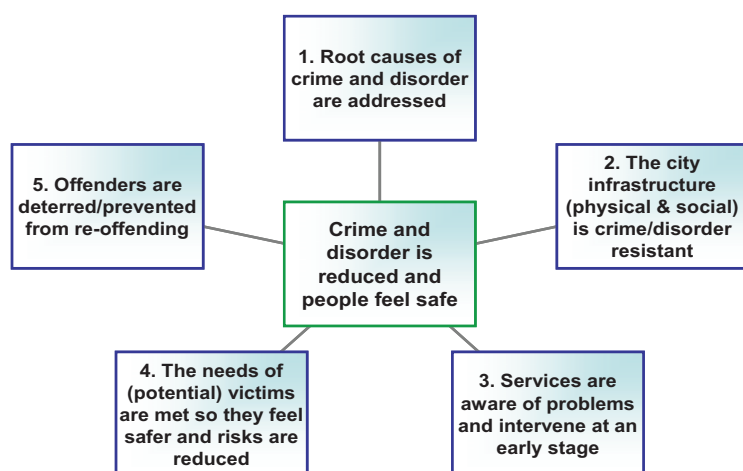 1. Root causes of
crime and disorder
are addressed
5. Offenders are
deterred/prevented
from re-offending
2. The city
infrastructure
(physical & social)
is crime/disorder
resistant
Crime and
disorder is
reduced and
people feel safe
4. The needs of
(potential) victims
are met so they feel
safer and risks are
reduced
3. Services are
aware of problems
and intervene at an
early stage